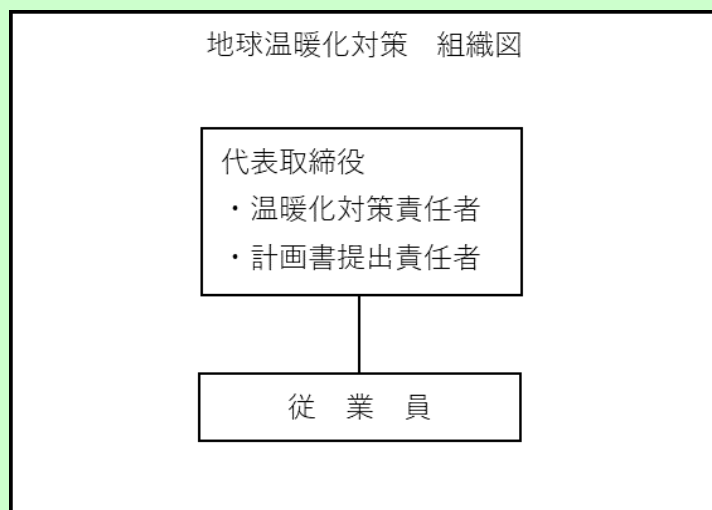 地球温暖化対策　組織図
代表取締役
・温暖化対策責任者
・計画書提出責任者
従　業　員